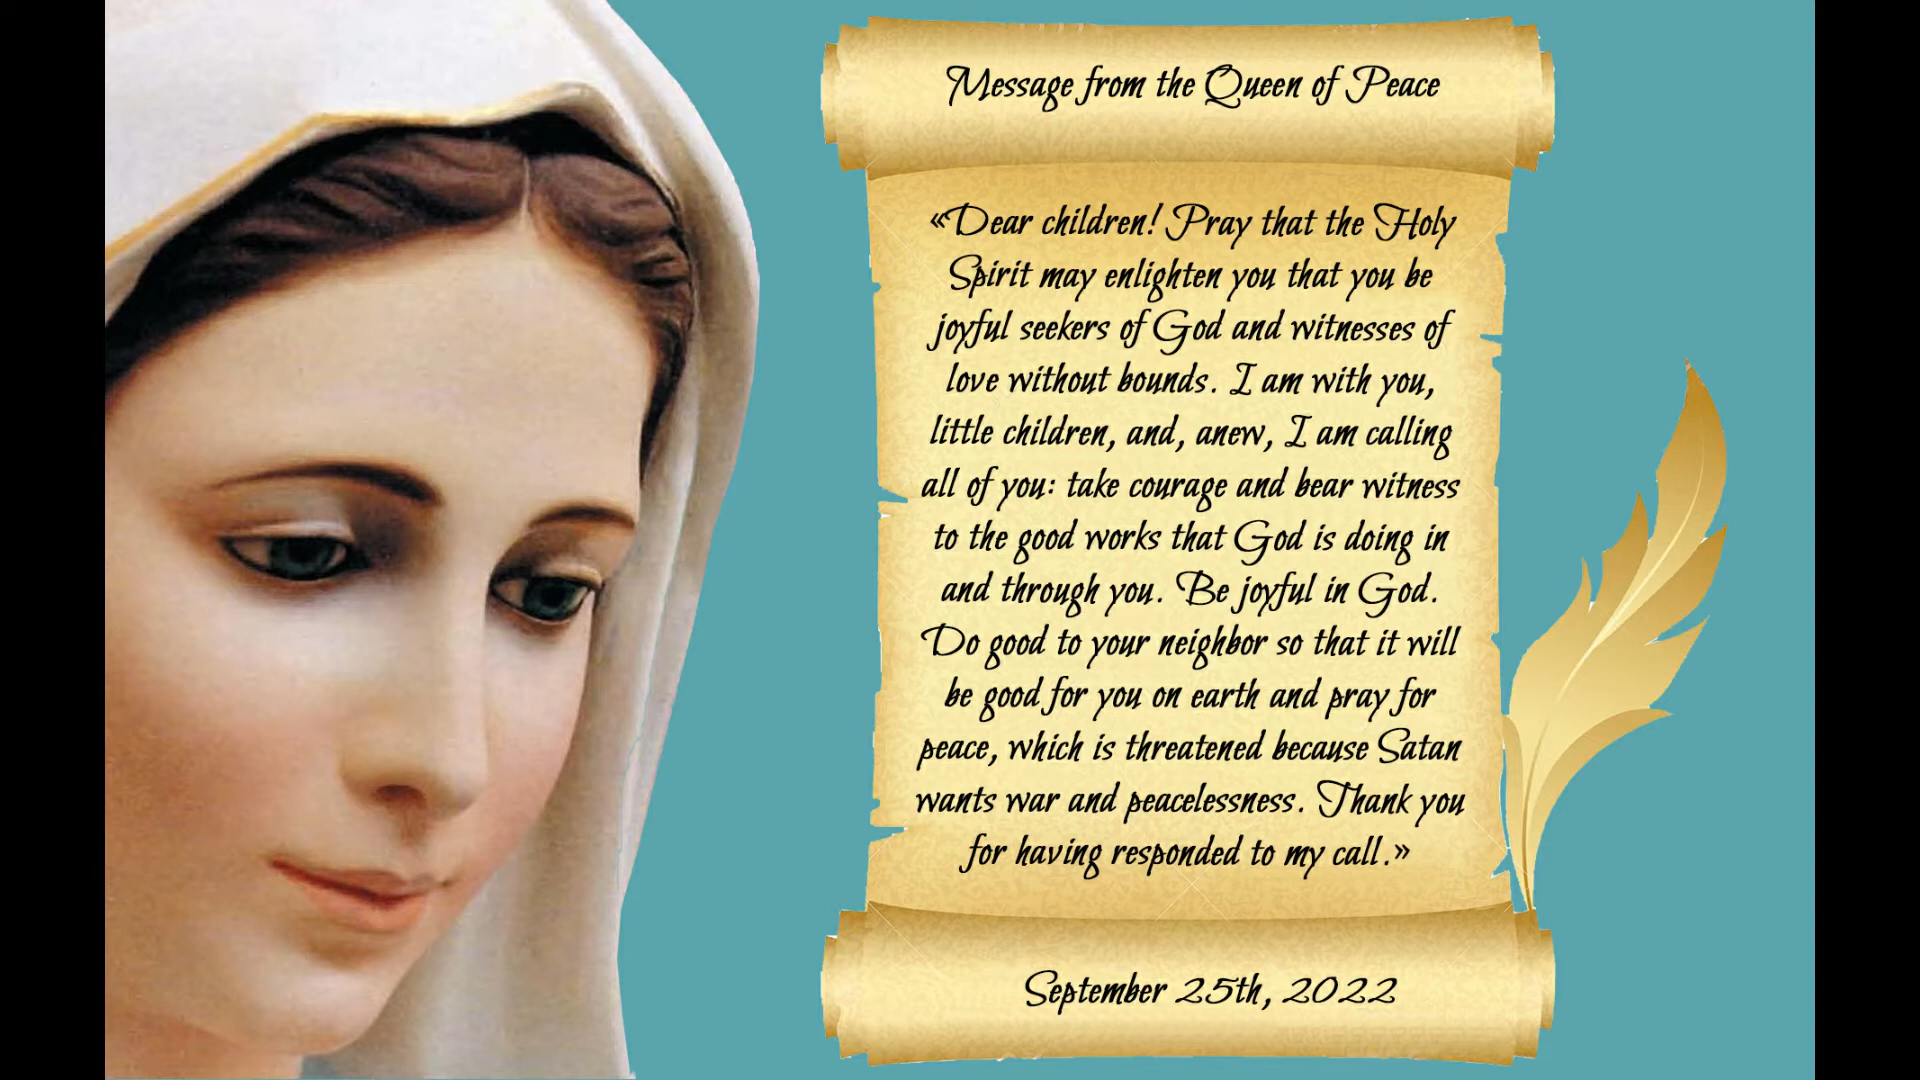 Message from the Queen of Peace
«Dear children! Pray that the Holy
Spirit may enlighten you that you be
joyful seekers of God and witnesses of
love without bounds. I am with you,
little children, and, anew, I am calling
all of you: take courage and bear witness
to the good works that God is doing in
and through you. Be joyful in God.
Do good to your neighbor so that it will
be good for you on earth and pray for
peace, which is threatened because Satan
wants war and peacelessness. Thank you
for having responded to my call.»
September 25th, 2022